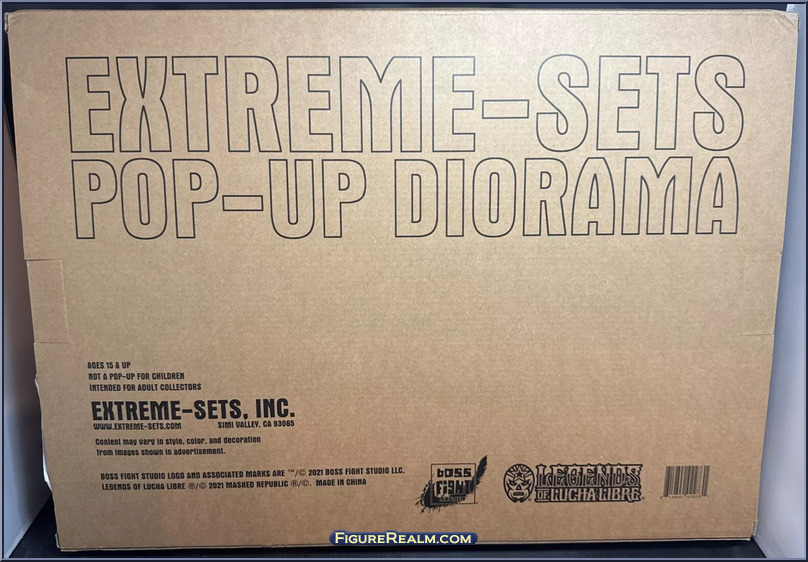 EXTREME-SETS
POP-UP DIORAMA
AGES 15 & UP
NOT A POP-UP FOR CHILDREN
INTENDED FOR ADULT COLLECTORS
EXTREME-SETS, INC.
WWW.EXTREME-SETS.COM SIMI VALLEY, CA 93065
Content may vary in style, color, and decoration
from images shown in advertisement.
BOSS FIGHT STUDIO LOGO AND ASSOCIATED MARKS ARE ™/© 2021 BOSS FIGHT STUDIO LLC.
LEGENDS OF LUCHA LIBRE ®/© 2021 MASKED REPUBLIC ®/©. MADE IN CHINA
BOSS
FIGHT
LEGENDS
DE LUCHA LIBRE
FIGUREREALM.COM